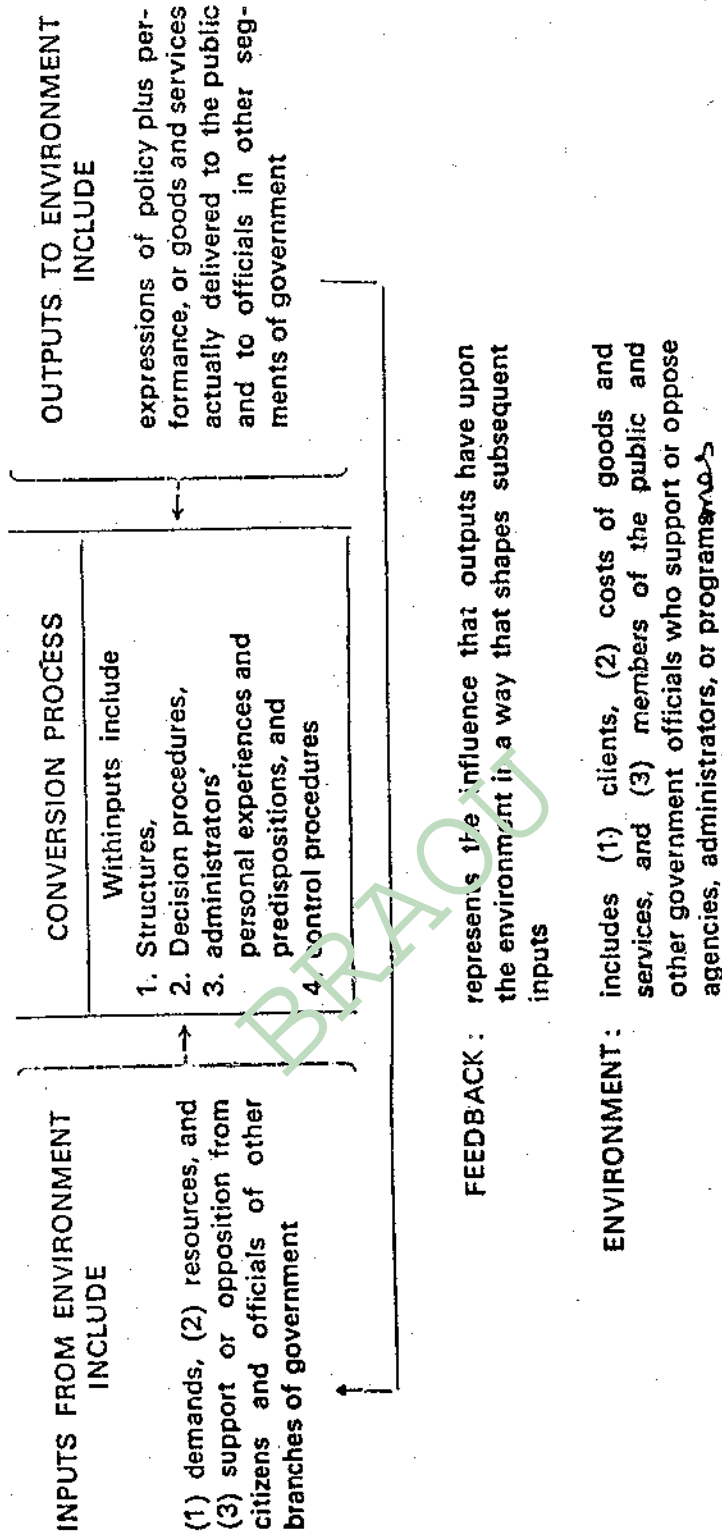 INPUTS FROM ENVIRONMENT
INCLUDE
(1) demands, (2) resources, and
(3) support or opposition from
citizens and officials of other
branches of government
CONVERSION PROCESS
Withinputs include
1. Structures,
2. Decision procedures,
3. administrators'
personal experiences and
predispositions, and
4. control procedures
OUTPUTS TO ENVIRONMENT
INCLUDE
expressions of policy plus per-
formance, or goods and services
actually delivered to the public
and to officials in other seg-
ments of government
FEEDBACK: represents the influence that outputs have upon
the environment in a way that shapes subsequent
inputs
ENVIRONMENT: includes (1) clients, (2) costs of goods and
services, and (3) members of the public and
other government officials who support or oppose
agencies, administrators, or programmes
BRAOU